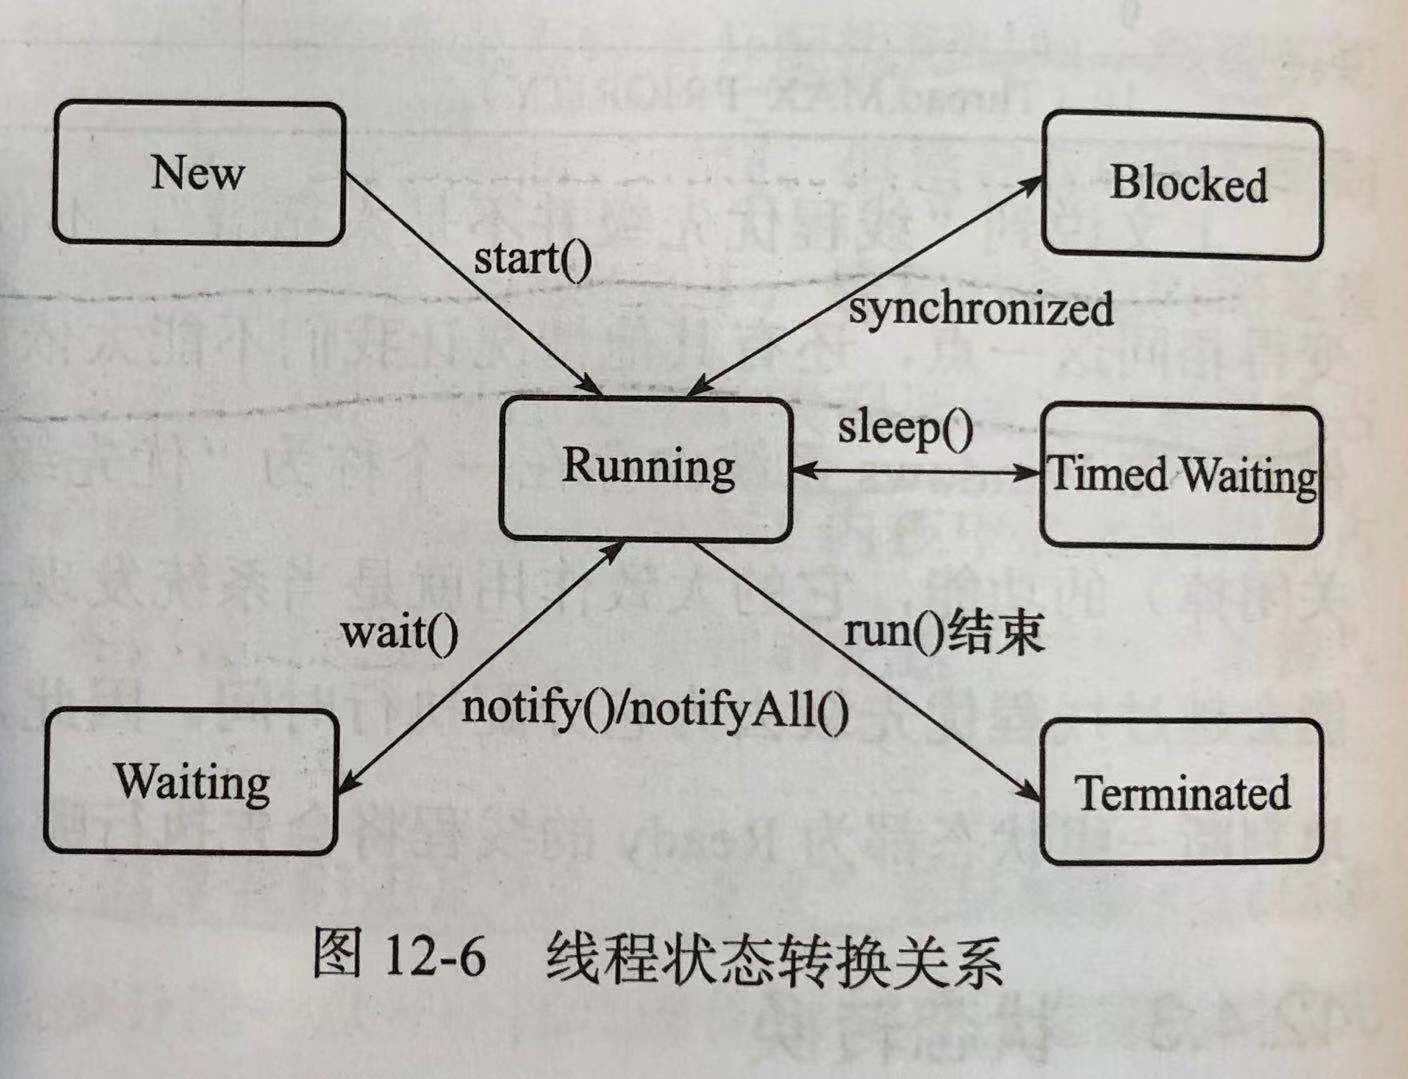 New
Blocked
start()
synchronized
sleep()
Running
Timed Waiting
wait()
run()结束
notify()/notifyAll()
Waiting
Terminated
图 12-6 线程状态转换关系